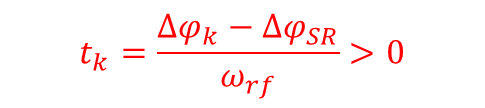 t_k = (Δφ_k − Δφ_SR) / ω_rf > 0